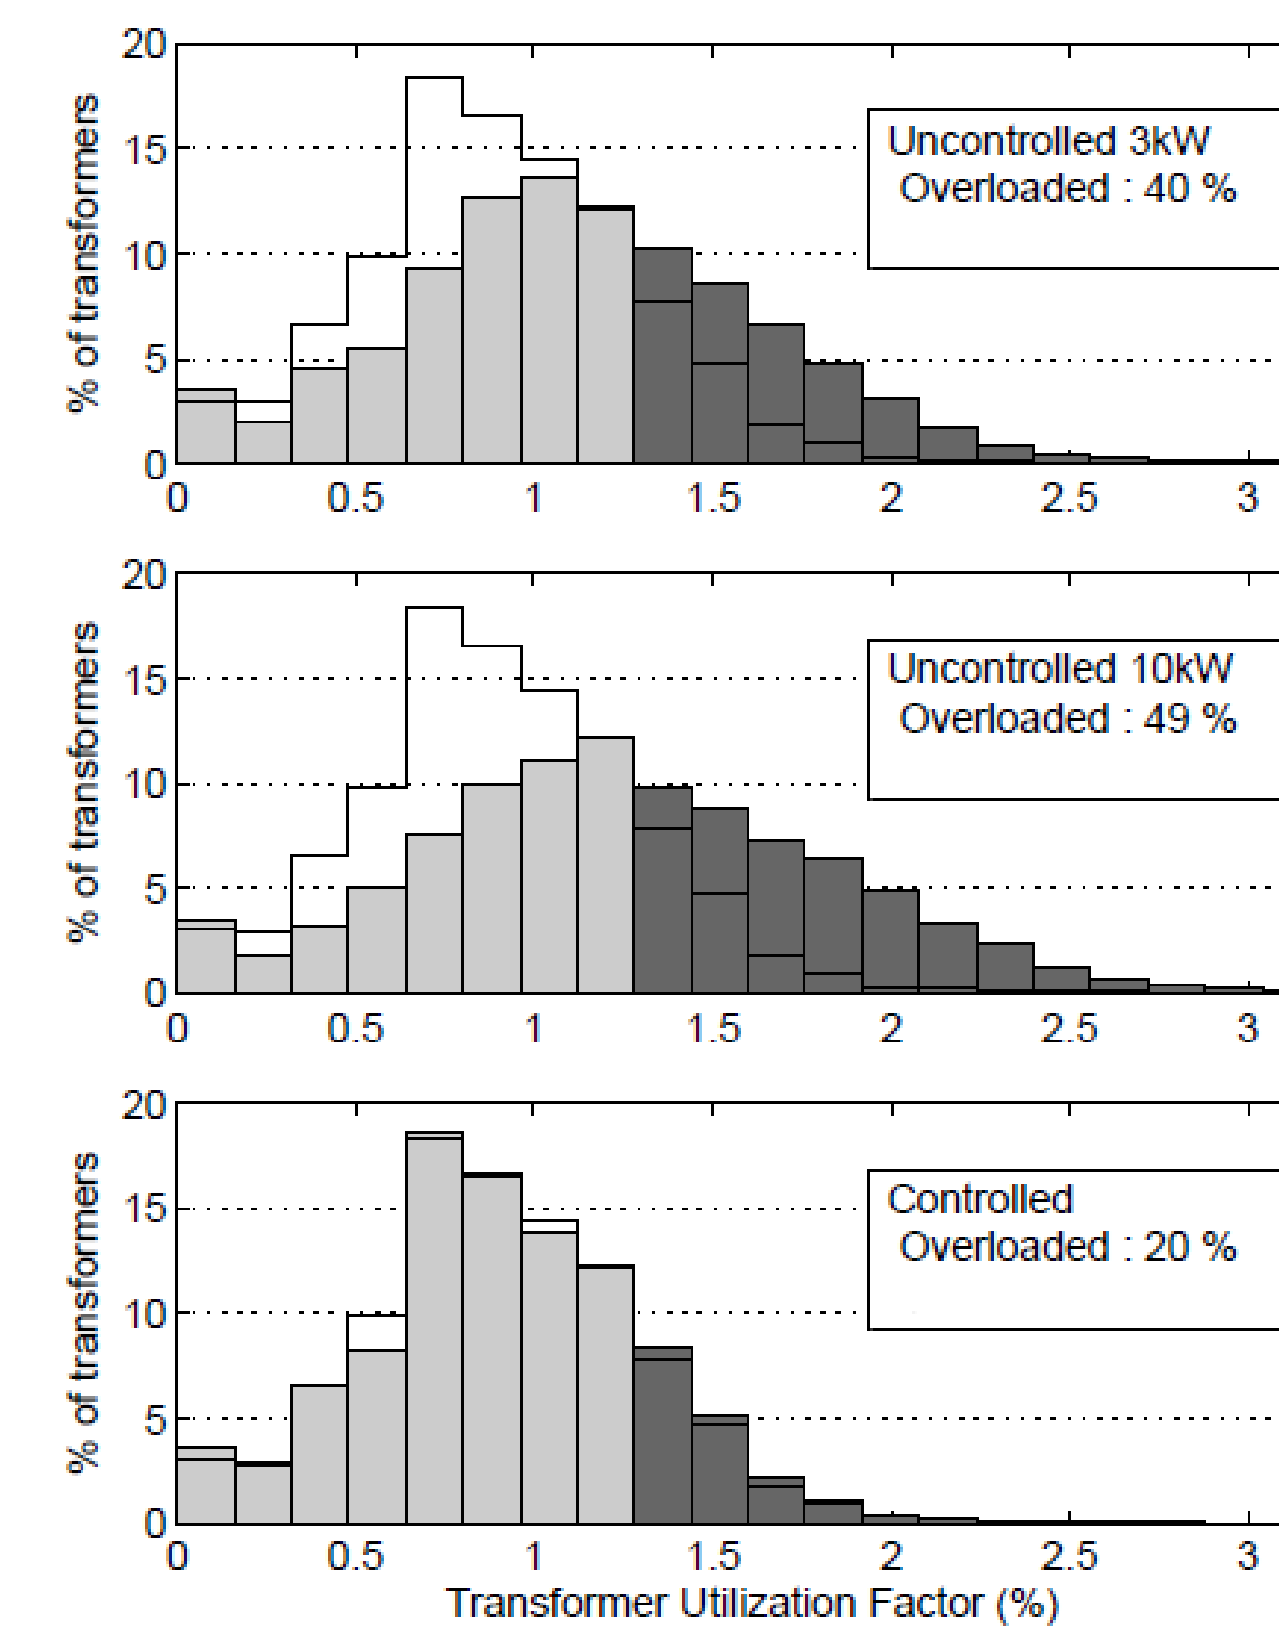 20
15
10
5
0
% of transformers
Uncontrolled 3kW
Overloaded : 40 %
0 0.5 1 1.5 2 2.5 3
20
15
10
5
0
% of transformers
Uncontrolled 10kW
Overloaded : 49 %
0 0.5 1 1.5 2 2.5 3
20
15
10
5
0
% of transformers
Controlled
Overloaded : 20 %
0 0.5 1 1.5 2 2.5 3
Transformer Utilization Factor (%)